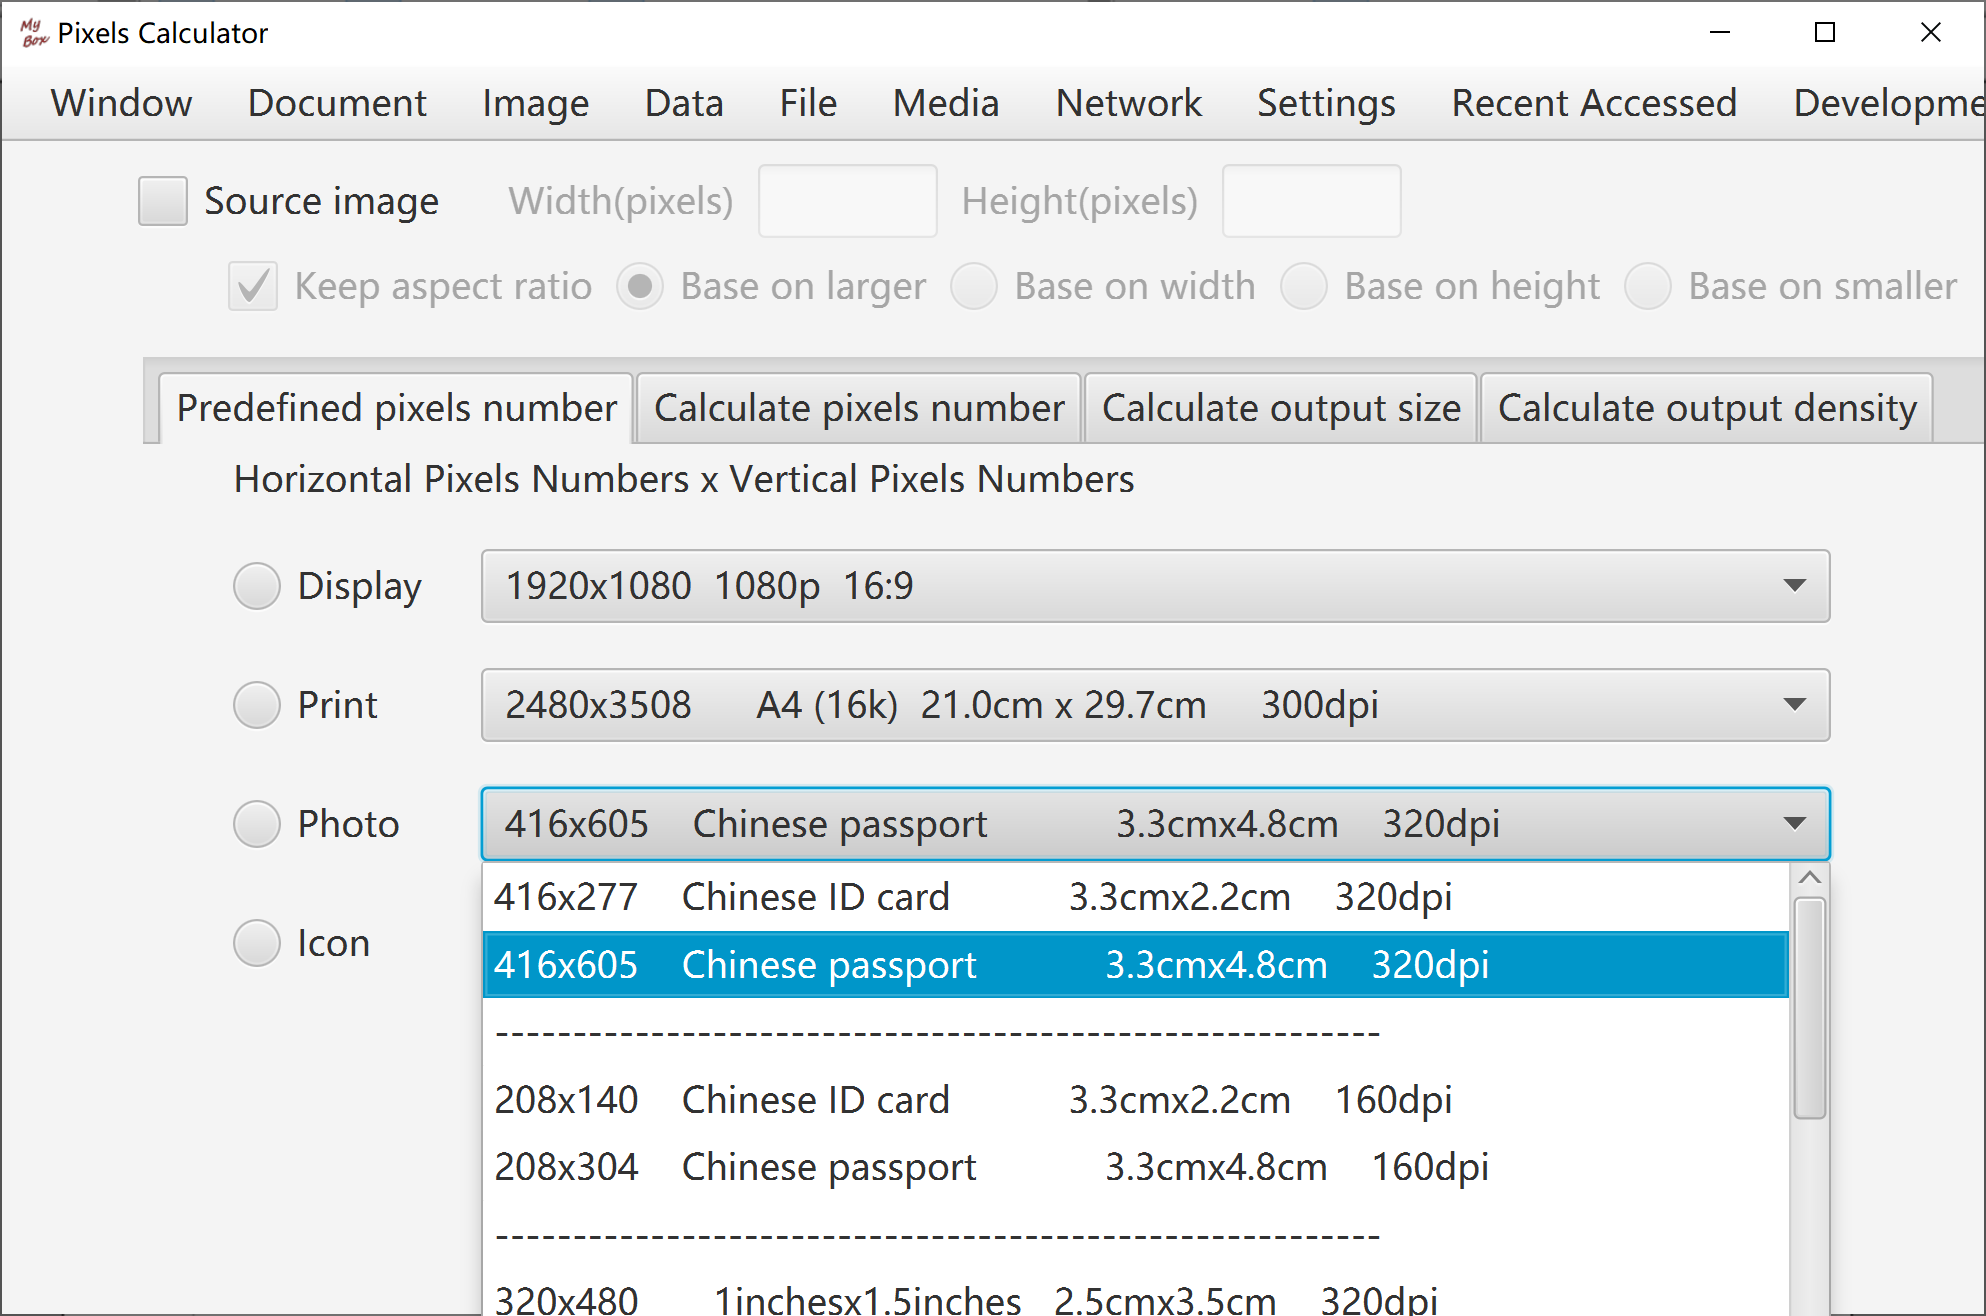 My Box Pixels Calculator
Window Document Image Data File Media Network Settings Recent Accessed Developme
Source image Width(pixels) Height(pixels)
Keep aspect ratio Base on larger Base on width Base on height Base on smaller
Predefined pixels number Calculate pixels number Calculate output size Calculate output density
Horizontal Pixels Numbers x Vertical Pixels Numbers
Display 1920x1080 1080p 16:9
Print 2480x3508 A4 (16k) 21.0cm x 29.7cm 300dpi
Photo 416x605 Chinese passport 3.3cmx4.8cm 320dpi
416x277 Chinese ID card 3.3cmx2.2cm 320dpi
Icon
416x605 Chinese passport 3.3cmx4.8cm 320dpi
---------------------------------------------------------
208x140 Chinese ID card 3.3cmx2.2cm 160dpi
208x304 Chinese passport 3.3cmx4.8cm 160dpi
---------------------------------------------------------
320x480 1inchesx1.5inches 2.5cmx3.5cm 320dpi